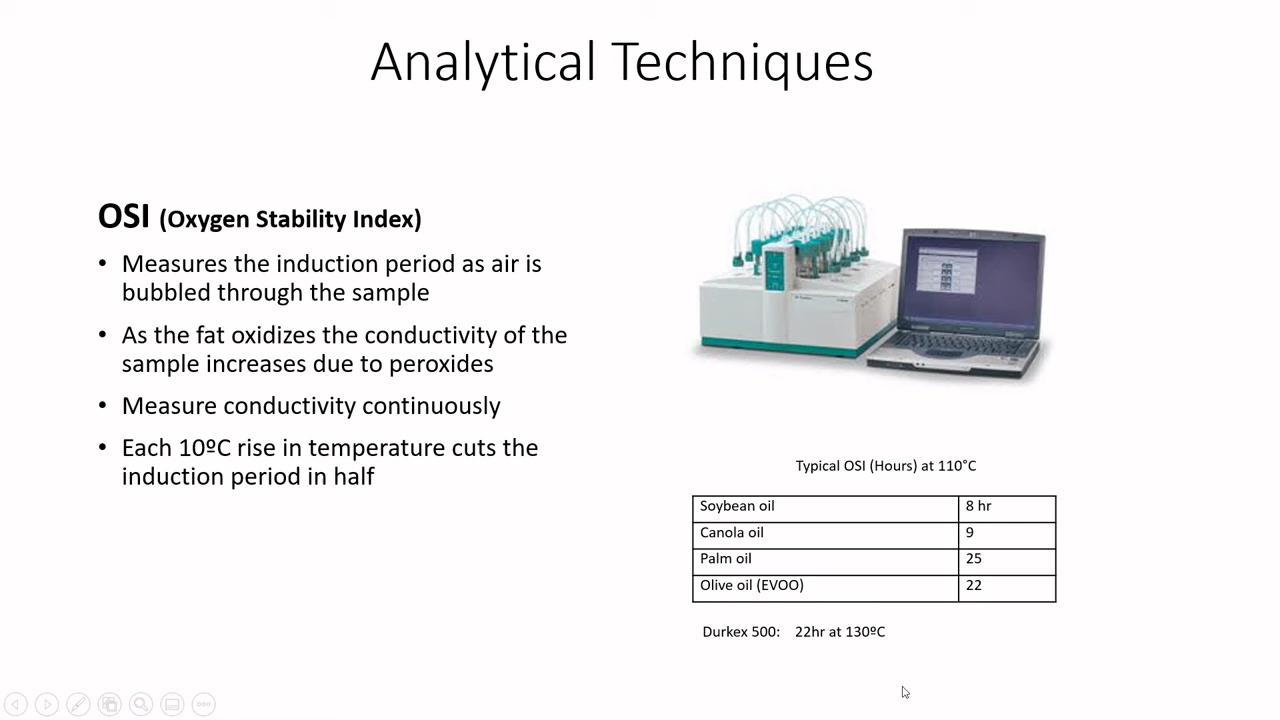 Analytical Techniques
OSI (Oxygen Stability Index)
• Measures the induction period as air is
bubbled through the sample
• As the fat oxidizes the conductivity of the
sample increases due to peroxides
• Measure conductivity continuously
• Each 10ºC rise in temperature cuts the
induction period in half
Typical OSI (Hours) at 110°C
Soybean oil 8 hr
Canola oil 9
Palm oil 25
Olive oil (EVOO) 22
Durkex 500: 22hr at 130ºC